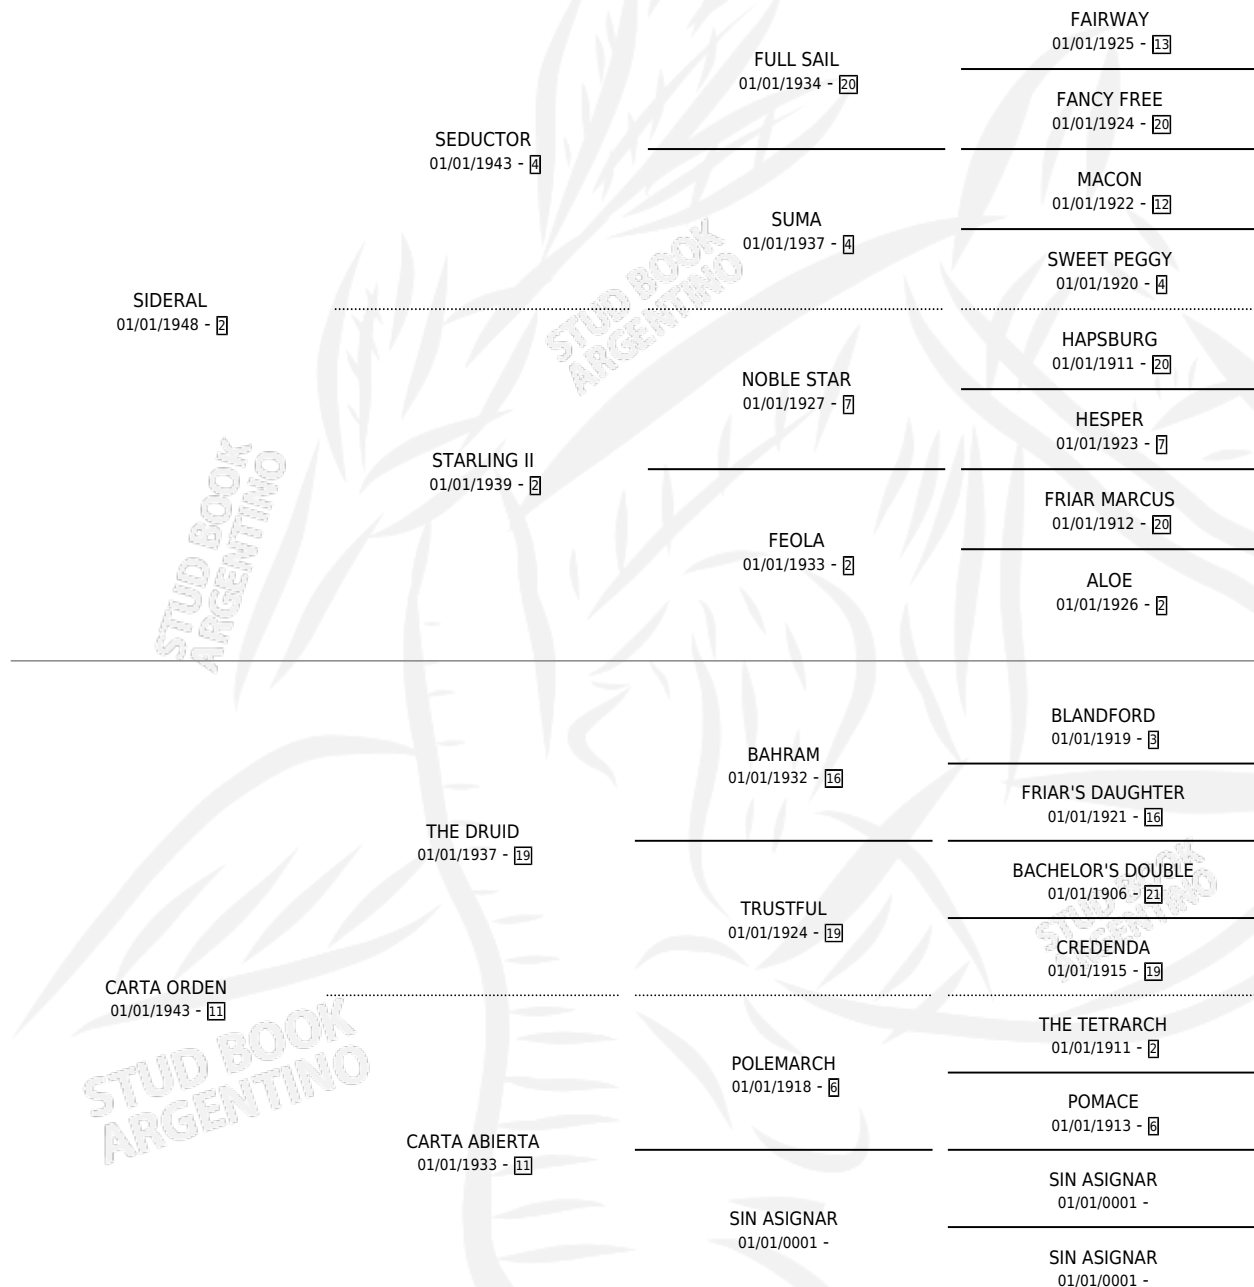 FAIRWAY
01/01/1925 - 13
FULL SAIL
01/01/1934 - 20
FANCY FREE
01/01/1924 - 20
SEDUCTOR
01/01/1943 - 4
MACON
01/01/1922 - 12
SUMA
01/01/1937 - 4
SWEET PEGGY
01/01/1920 - 4
SIDERAL
01/01/1948 - 2
HAPSBURG
01/01/1911 - 20
NOBLE STAR
01/01/1927 - 7
HESPER
01/01/1923 - 7
STARLING II
01/01/1939 - 2
FRIAR MARCUS
01/01/1912 - 20
FEOLA
01/01/1933 - 2
ALOE
01/01/1926 - 2
BLANDFORD
01/01/1919 - 3
BAHRAM
01/01/1932 - 16
FRIAR'S DAUGHTER
01/01/1921 - 16
THE DRUID
01/01/1937 - 19
BACHELOR'S DOUBLE
01/01/1906 - 21
TRUSTFUL
01/01/1924 - 19
CREDENDA
01/01/1915 - 19
CARTA ORDEN
01/01/1943 - 11
THE TETRARCH
01/01/1911 - 2
POLEMARCH
01/01/1918 - 6
POMACE
01/01/1913 - 6
CARTA ABIERTA
01/01/1933 - 11
SIN ASIGNAR
01/01/0001 -
SIN ASIGNAR
01/01/0001 -
SIN ASIGNAR
01/01/0001 -
STUD BOOK
ARGENTINO
STUD BOOK
ARGENTINO
STUD BOOK
ARGENTINO
STUD BOOK
ARGENTINO